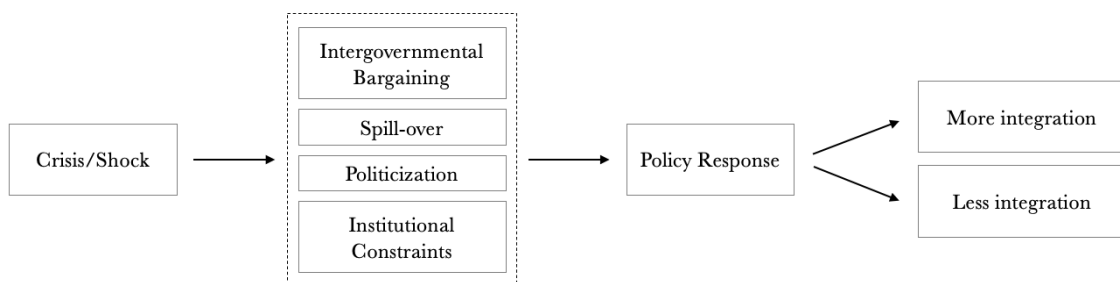 Crisis/Shock
Intergovernmental
Bargaining
Spill-over
Politicization
Institutional
Constraints
Policy Response
More integration
Less integration